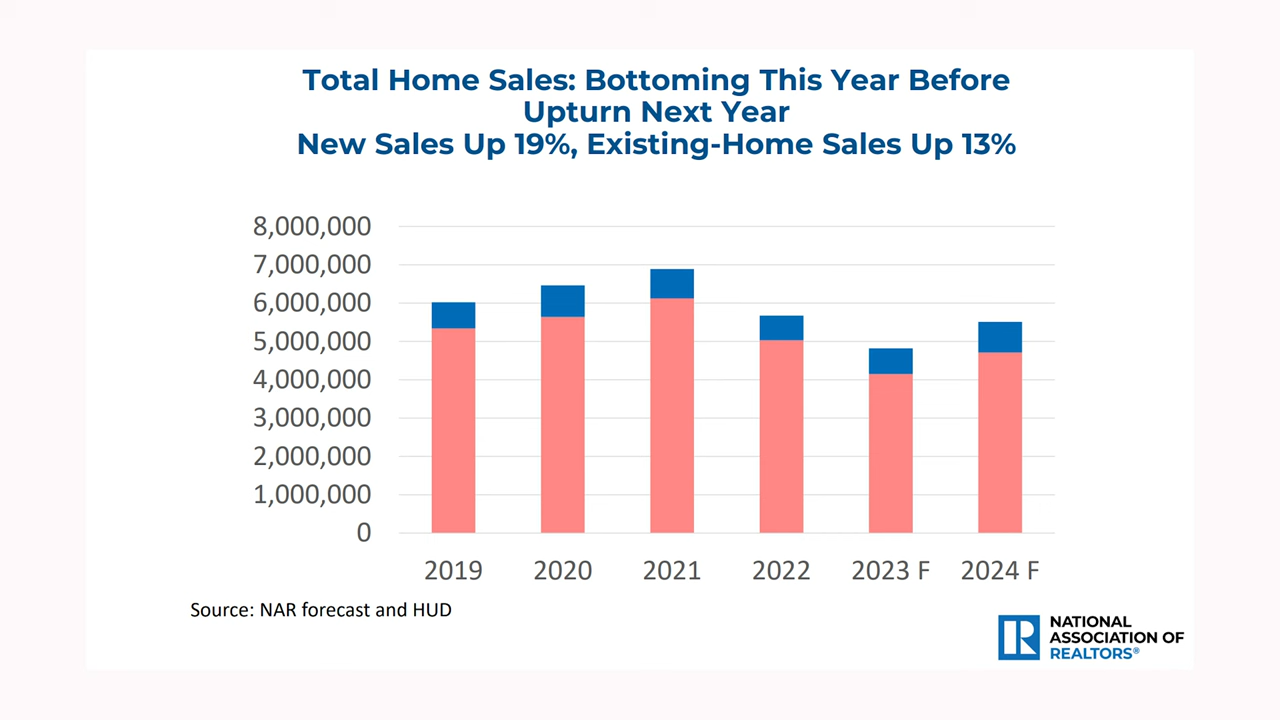 Total Home Sales: Bottoming This Year Before
Upturn Next Year
New Sales Up 19%, Existing-Home Sales Up 13%
8,000,000
7,000,000
6,000,000
5,000,000
4,000,000
3,000,000
2,000,000
1,000,000
0
2019 2020 2021 2022 2023 F 2024 F
Source: NAR forecast and HUD
R
NATIONAL
ASSOCIATION OF
REALTORS®